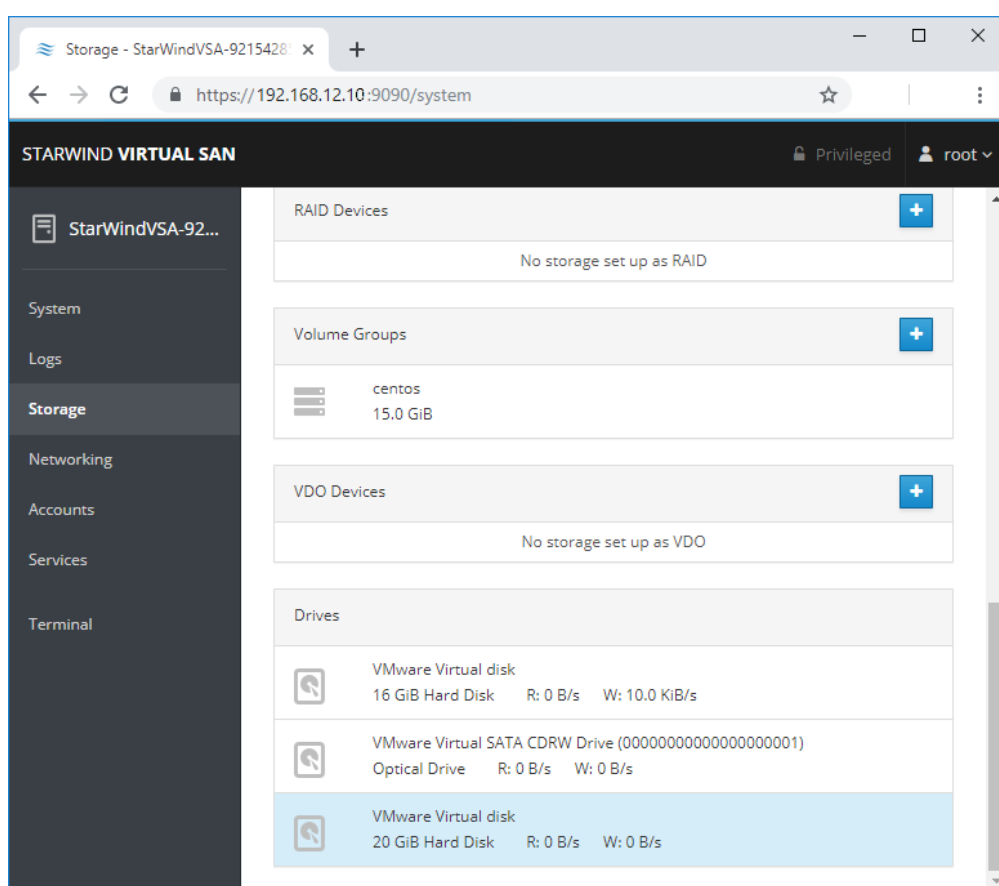 Storage - StarWindVSA-9215428
https://192.168.12.10:9090/system
STARWIND VIRTUAL SAN
Privileged
root
StarWindVSA-92...
System
Logs
Storage
Networking
Accounts
Services
Terminal
RAID Devices
No storage set up as RAID
Volume Groups
centos
15.0 GiB
VDO Devices
No storage set up as VDO
Drives
VMware Virtual disk
16 GiB Hard Disk R: 0 B/s W: 10.0 KiB/s
VMware Virtual SATA CDRW Drive (00000000000000000001)
Optical Drive R: 0 B/s W: 0 B/s
VMware Virtual disk
20 GiB Hard Disk R: 0 B/s W: 0 B/s